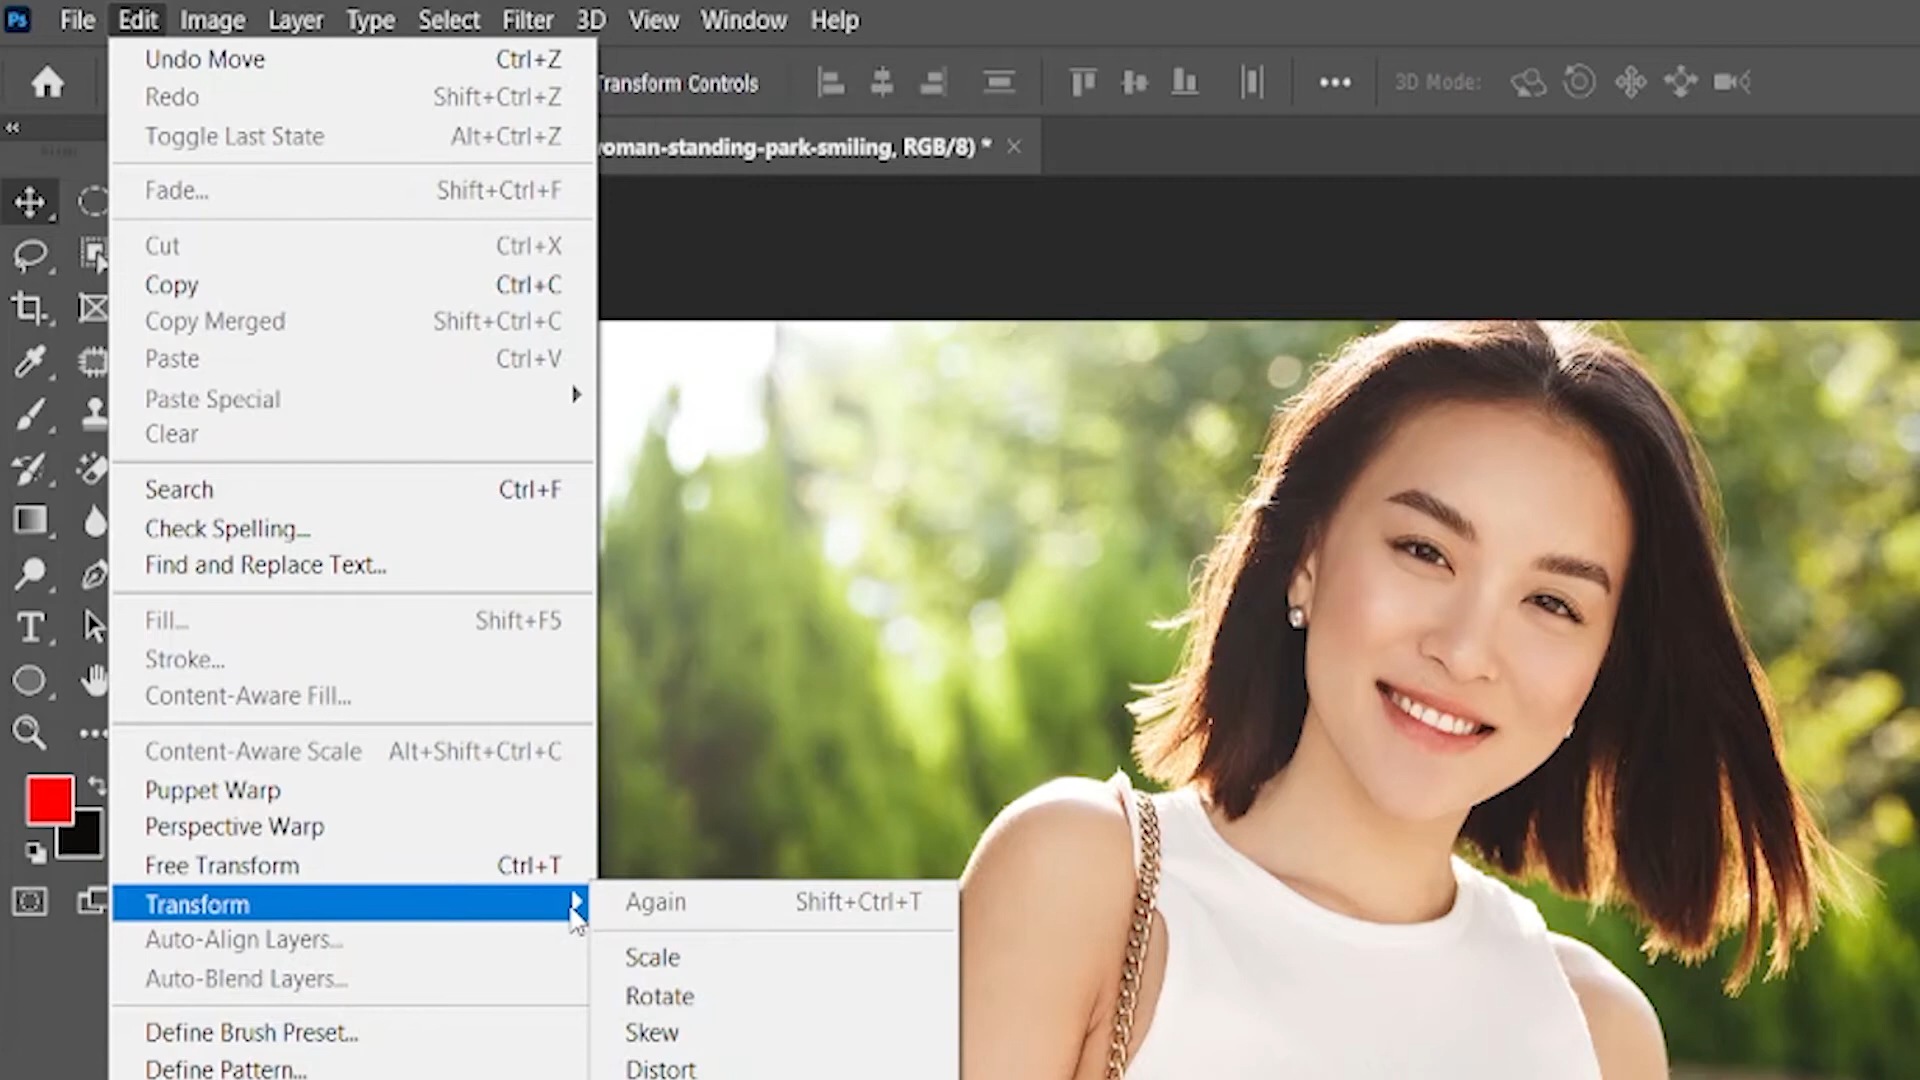 Ps File Edit Image Layer Type Select Filter 3D View Window Help
Transform Controls
3D Mode:
woman-standing-park-smiling, RGB/8) *
Undo Move Ctrl+Z
Redo Shift+Ctrl+Z
Toggle Last State Alt+Ctrl+Z
Fade... Shift+Ctrl+F
Cut Ctrl+X
Copy Ctrl+C
Copy Merged Shift+Ctrl+C
Paste Ctrl+V
Paste Special
Clear
Search Ctrl+F
Check Spelling...
Find and Replace Text...
Fill... Shift+F5
Stroke...
Content-Aware Fill...
Content-Aware Scale Alt+Shift+Ctrl+C
Puppet Warp
Perspective Warp
Free Transform Ctrl+T
Transform
Auto-Align Layers...
Auto-Blend Layers...
Define Brush Preset...
Define Pattern...
Again Shift+Ctrl+T
Scale
Rotate
Skew
Distort